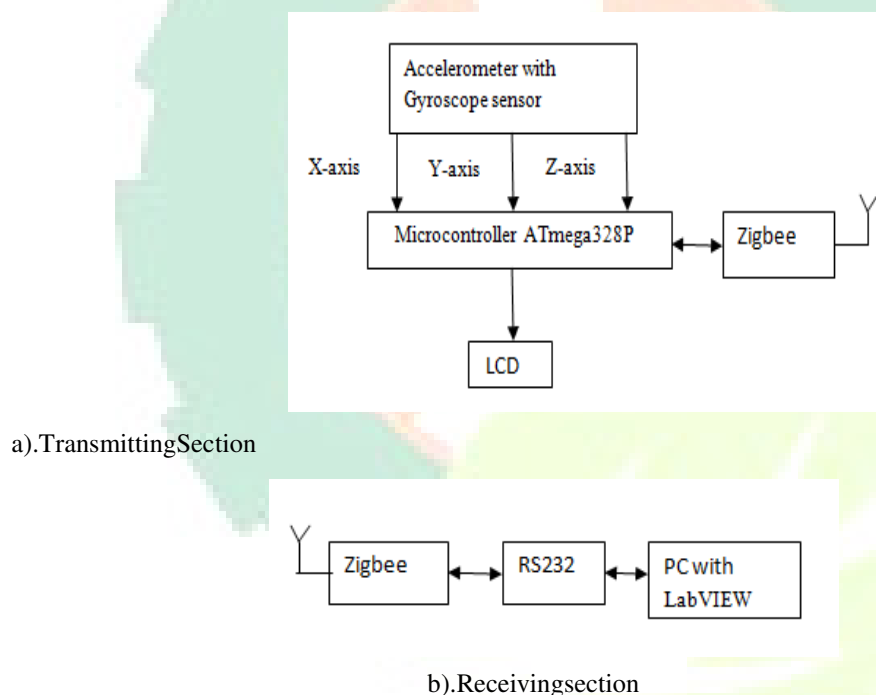 Accelerometer with
Gyroscope sensor
X-axis Y-axis Z-axis
Microcontroller ATmega328P
Zigbee
LCD
a).TransmittingSection
Zigbee
RS232
PC with
LabVIEW
b).Receivingsection